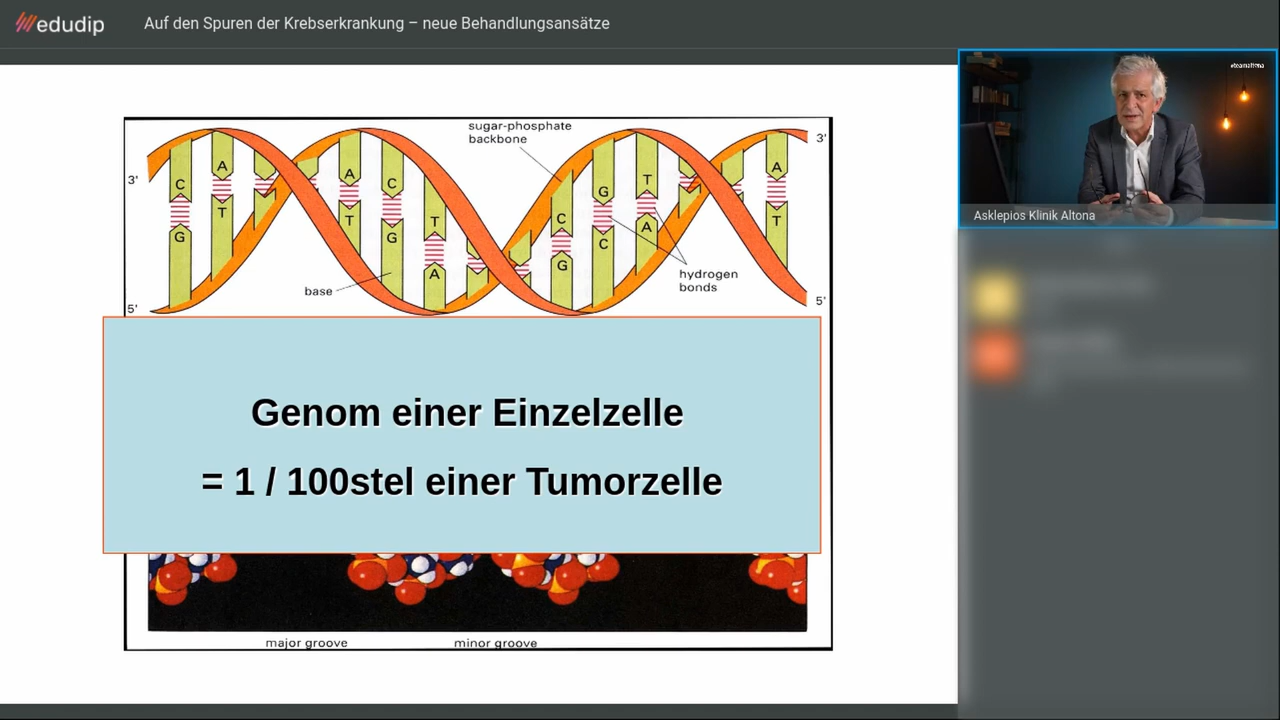 edudip
Auf den Spuren der Krebserkrankung – neue Behandlungsansätze
#teamaltona
Asklepios Klinik Altona
sugar-phosphate
backbone
3'
3'
C
A
A
C
T
G
T
A
G
T
T
G
A
C
G
C
A
T
base
hydrogen
bonds
5'
5'
Genom einer Einzelzelle
= 1 / 100stel einer Tumorzelle
major groove
minor groove